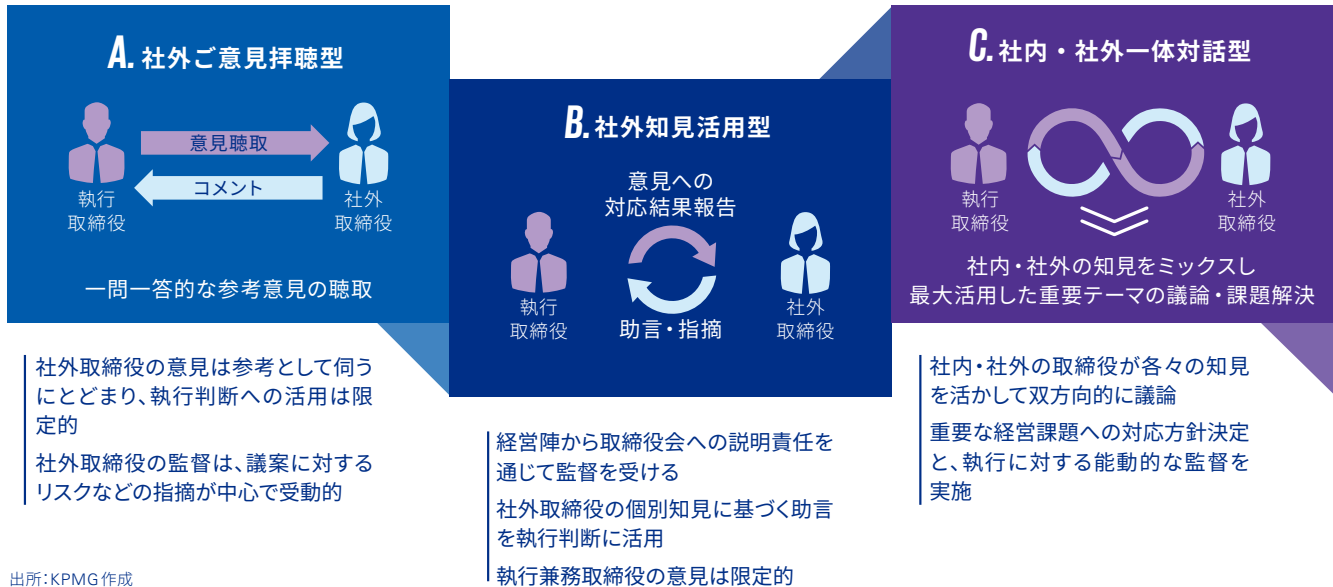 A. 社外ご意見拝聴型
意見聴取
コメント
執行
取締役
社外
取締役
一問一答的な参考意見の聴取
社外取締役の意見は参考として伺う
にとどまり、執行判断への活用は限
定的
社外取締役の監督は、議案に対する
リスクなどの指摘が中心で受動的
B. 社外知見活用型
意見への
対応結果報告
執行
取締役
社外
取締役
助言・指摘
経営陣から取締役会への説明責任を
通じて監督を受ける
社外取締役の個別知見に基づく助言
を執行判断に活用
執行兼務取締役の意見は限定的
C. 社内・社外一体対話型
執行
取締役
社外
取締役
社内・社外の知見をミックスし
最大活用した重要テーマの議論・課題解決
社内・社外の取締役が各々の知見
を活かして双方向的に議論
重要な経営課題への対応方針決定
と、執行に対する能動的な監督を
実施
出所：KPMG作成